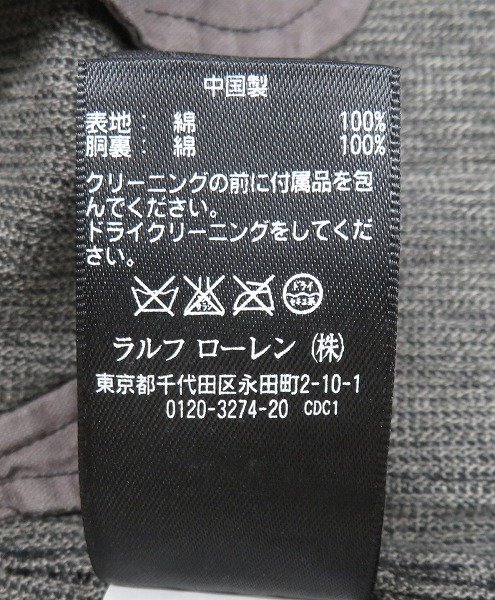 中国製
表地: 綿 100%
胴裏: 綿 100%
クリーニングの前に付属品を包
んでください。
ドライクリーニングをしてくだ
さい。
ドライ
ラルフ ローレン (株)
東京都千代田区永田町2-10-1
0120-3274-20 CDC1